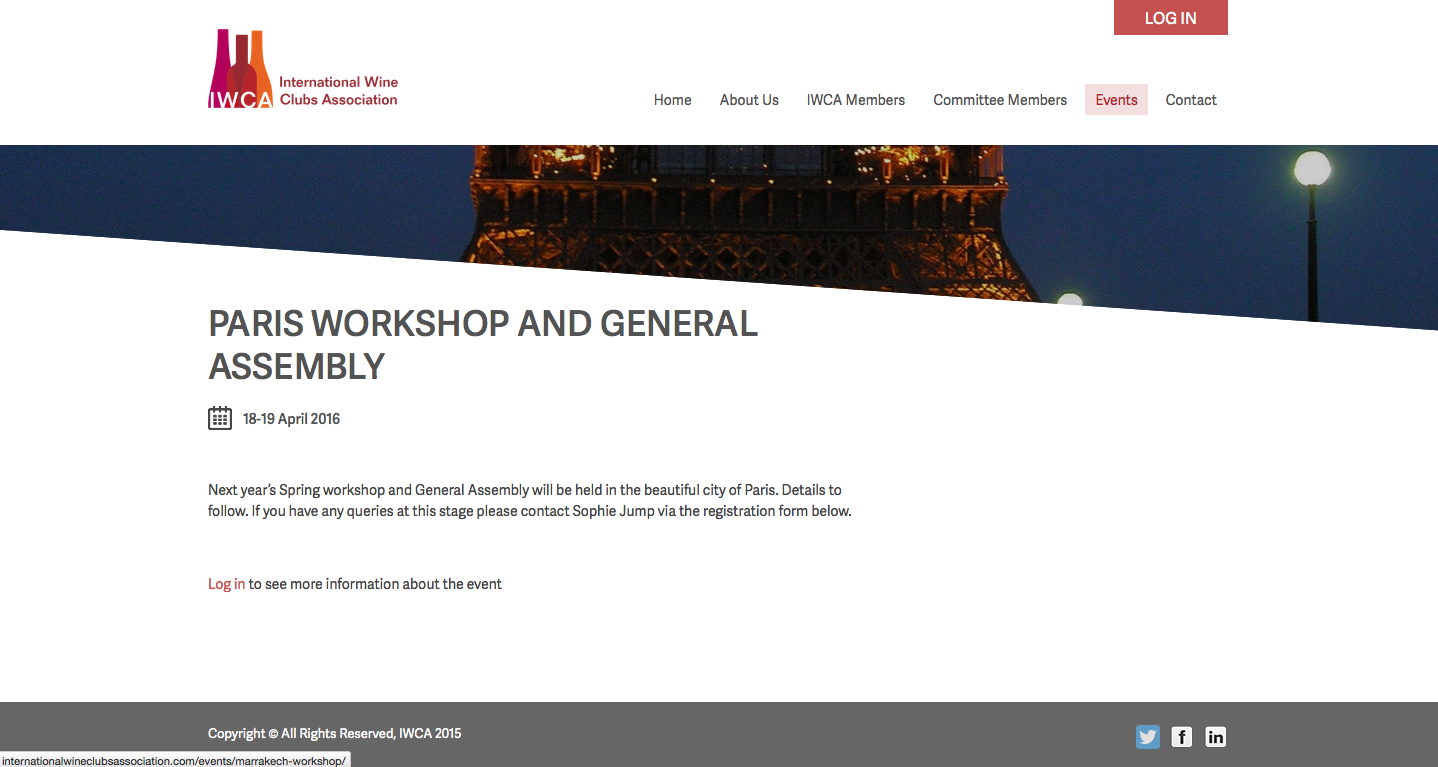 LOG IN
IWCA
International Wine
Clubs Association
Home
About Us
IWCA Members
Committee Members
Events
Contact
PARIS WORKSHOP AND GENERAL
ASSEMBLY
18-19 April 2016
Next year's Spring workshop and General Assembly will be held in the beautiful city of Paris. Details to
follow. If you have any queries at this stage please contact Sophie Jump via the registration form below.
Log in to see more information about the event
Copyright © All Rights Reserved, IWCA 2015
f
in
internationalwineclubsassociation.com/events/marrakech-workshop/